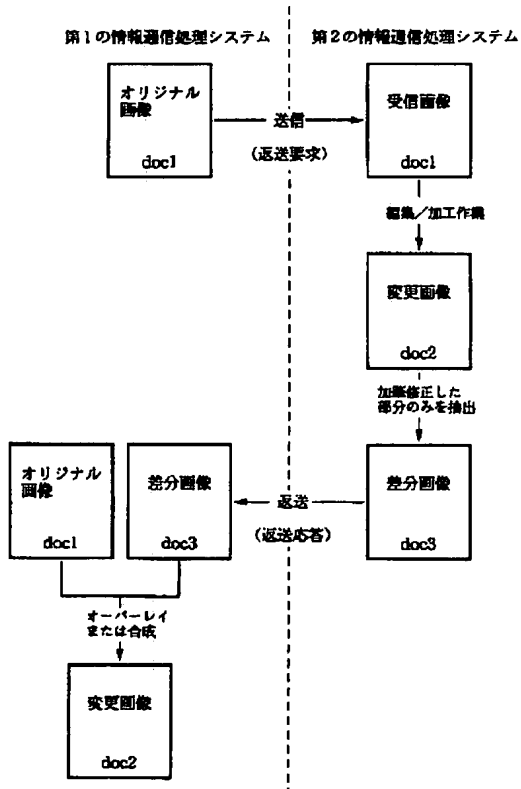 第1の情報通信処理システム
第2の情報通信処理システム
オリジナル
画像
doc1
送信
(返送要求)
受信画像
doc1
編集/加工作業
変更画像
doc2
加筆修正した
部分のみを抽出
差分画像
doc3
返送
(返送応答)
差分画像
doc3
オリジナル
画像
doc1
オーバーレイ
または合成
変更画像
doc2